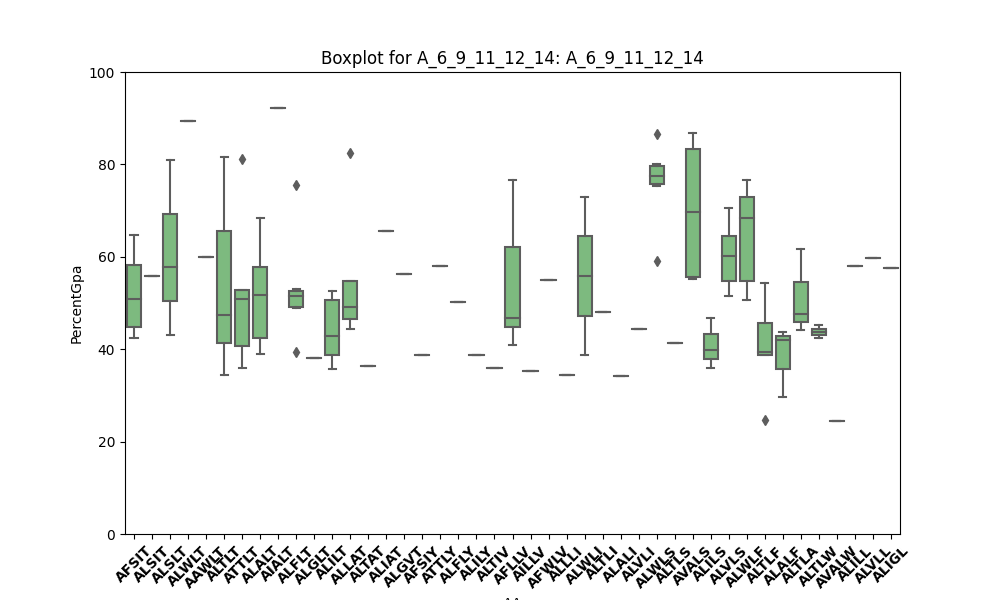 Boxplot for A_6_9_11_12_14: A_6_9_11_12_14
PercentGpa
100
80
60
40
20
0
AFSIT
ALSIT
ALSLT
ALWLT
AAWLT
ALTLT
ATTLT
ALALT
AIALT
ALFLT
ALGLT
ALILT
ALLAT
ALTAT
ALIAT
ALGVT
AFSIY
ATTLY
ALFLY
ALILY
ALTIV
AFLLV
AILLV
AFWLV
ALLLI
ALWLI
ALTLI
ALALI
ALVLI
ALWLS
ALTLS
AVALS
ALILS
ALVLS
ALWLF
ALTLF
ALALF
ALTLA
ALTLW
AVALW
ALILL
ALVLL
ALIGL